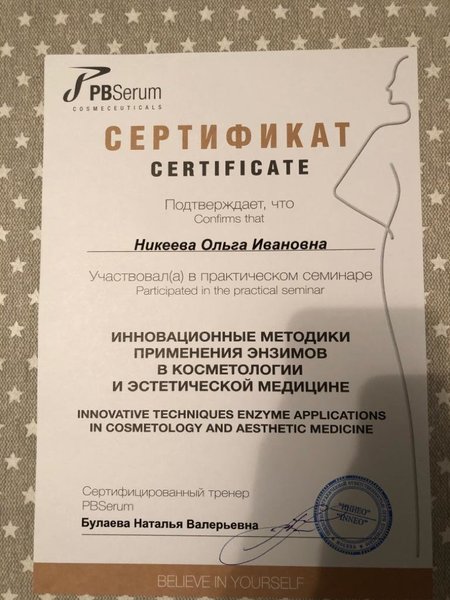 PBSerum
COSMECEUTICALS
СЕРТИФИКАТ
CERTIFICATE
Подтверждает, что
Confirms that
Никеева Ольга Ивановна
Участвовал(а) в практическом семинаре
Participated in the practical seminar
ИННОВАЦИОННЫЕ МЕТОДИКИ
ПРИМЕНЕНИЯ ЭНЗИМОВ
В КОСМЕТОЛОГИИ
И ЭСТЕТИЧЕСКОЙ МЕДИЦИНЕ
INNOVATIVE TECHNIQUES ENZYME APPLICATIONS
IN COSMETOLOGY AND AESTHETIC MEDICINE
Сертифицированный тренер
PBSerum
Булаева Наталья Валерьевна
"ИННЕО"
"INNEO"
BELIEVE IN YOURSELF